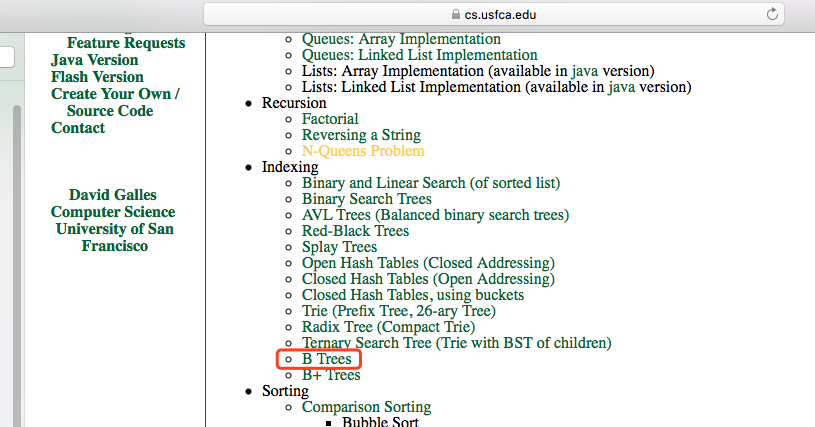 cs.usfca.edu
Feature Requests
Java Version
Flash Version
Create Your Own /
Source Code
Contact
David Galles
Computer Science
University of San
Francisco
Queues: Array Implementation
Queues: Linked List Implementation
Lists: Array Implementation (available in java version)
Lists: Linked List Implementation (available in java version)
Recursion
Factorial
Reversing a String
N-Queens Problem
Indexing
Binary and Linear Search (of sorted list)
Binary Search Trees
AVL Trees (Balanced binary search trees)
Red-Black Trees
Splay Trees
Open Hash Tables (Closed Addressing)
Closed Hash Tables (Open Addressing)
Closed Hash Tables, using buckets
Trie (Prefix Tree, 26-ary Tree)
Radix Tree (Compact Trie)
Ternary Search Tree (Trie with BST of children)
B Trees
B+ Trees
Sorting
Comparison Sorting
Bubble Sort